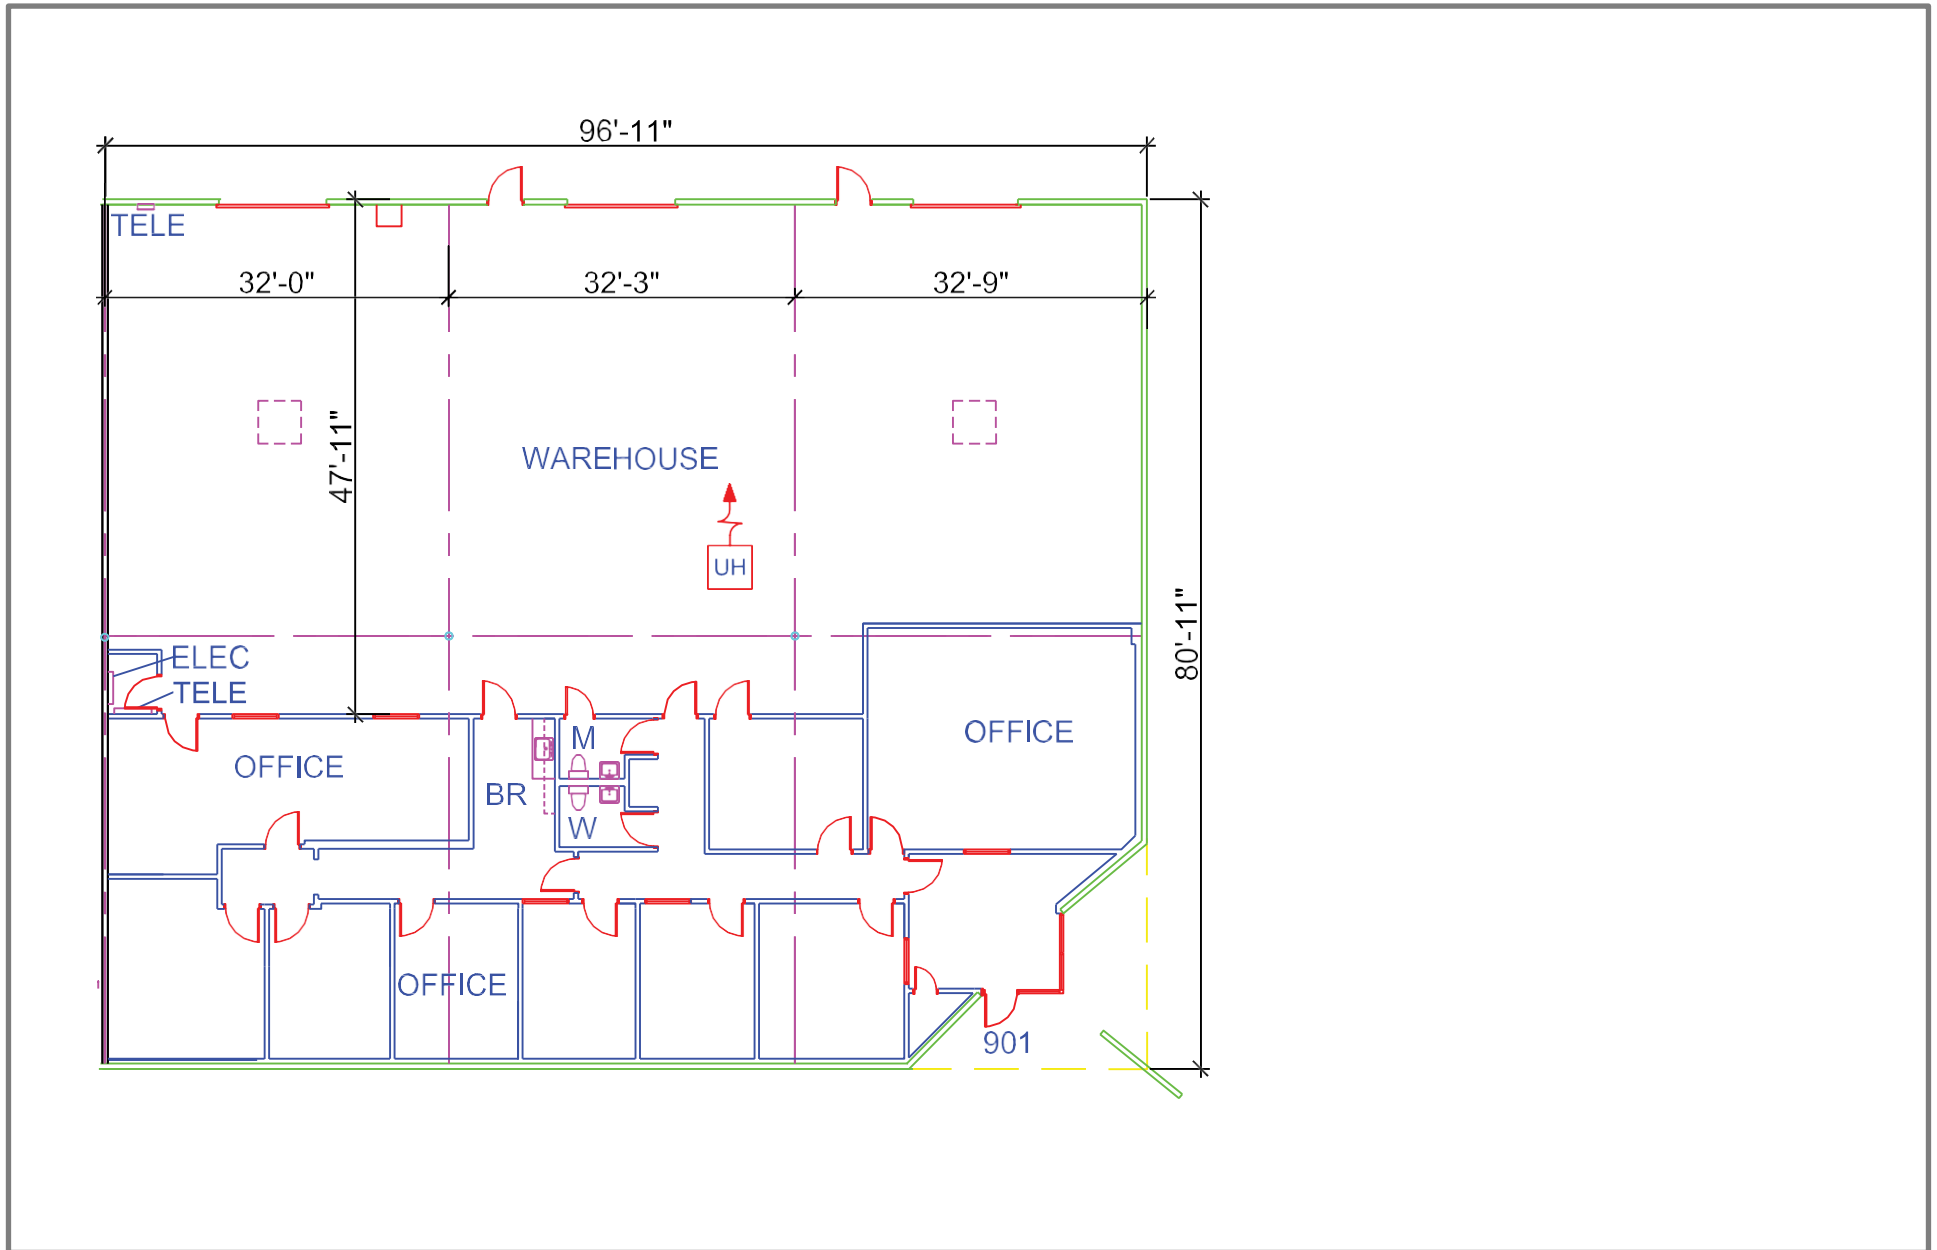 96'-11"
TELE
32'-0"
32'-3"
32'-9"
47'-11"
WAREHOUSE
UH
80'-11"
ELEC
TELE
OFFICE
M
OFFICE
BR
W
OFFICE
901